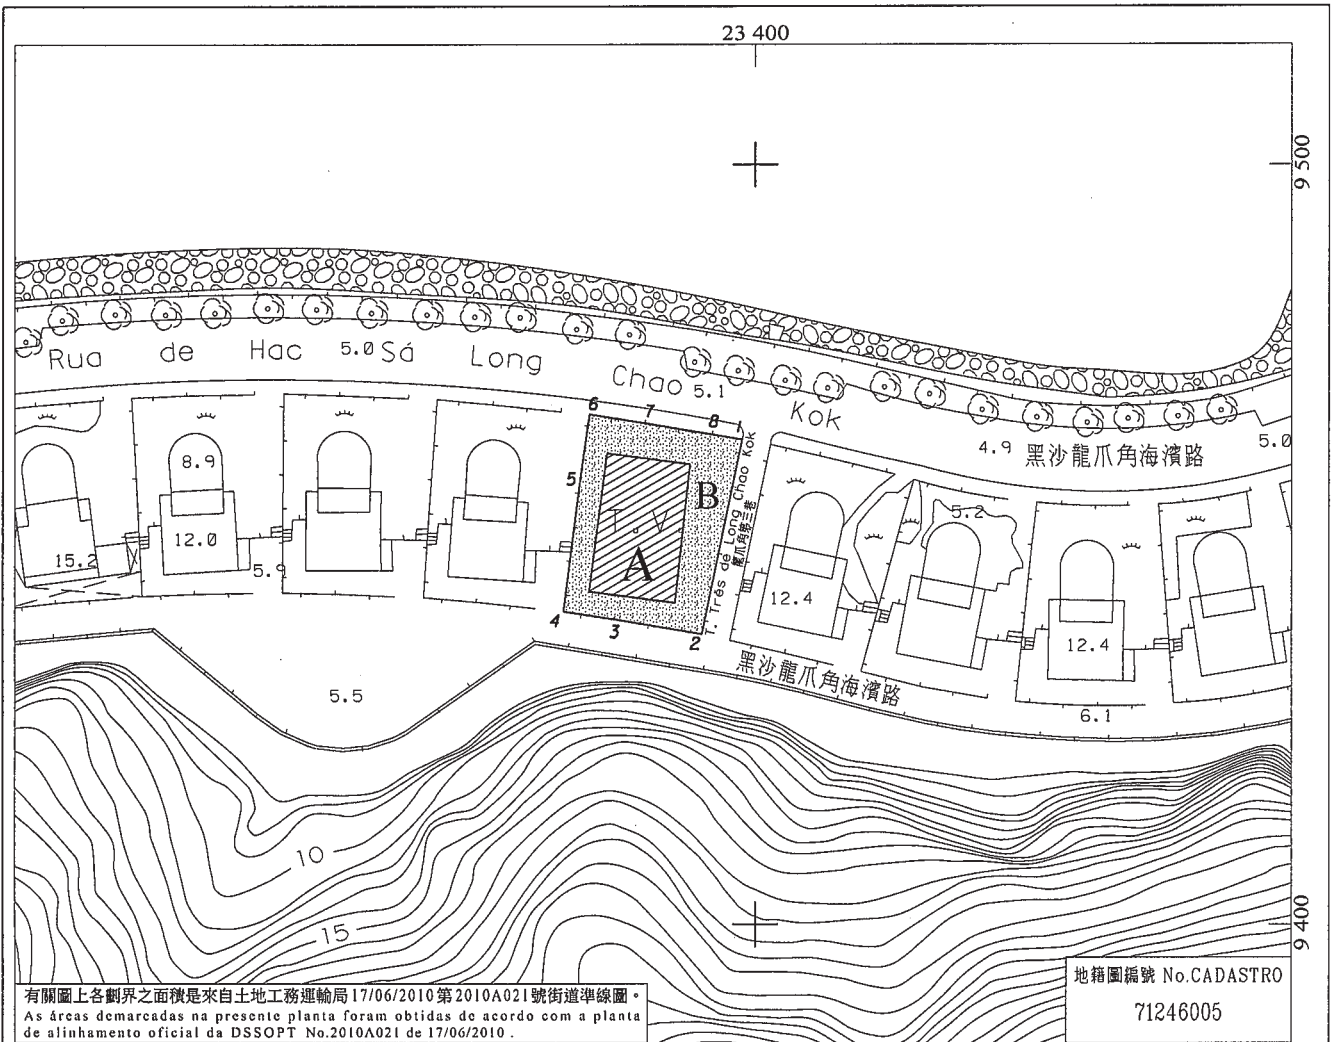 23 400
9 500
Rua de Hac 5.0 Sá Long Chao 5.1 Kok
4.9 黑沙龍爪角海濱路 5.0
6 7 8 1
8.9
5
B
5.2
T. V.
A
T. Três de Long Chao Kok
龍爪角第三巷
15.2
12.0
5.9
12.4
12.4
4 3 2
黑沙龍爪角海濱路
5.5
6.1
10
15
9 400
有關圖上各劃界之面積是來自土地工務運輸局17/06/2010第2010A021號街道準線圖。
As áreas demarcadas na presente planta foram obtidas de acordo com a planta
de alinhamento oficial da DSSOPT No.2010A021 de 17/06/2010 .
地籍圖編號 No.CADASTRO
71246005